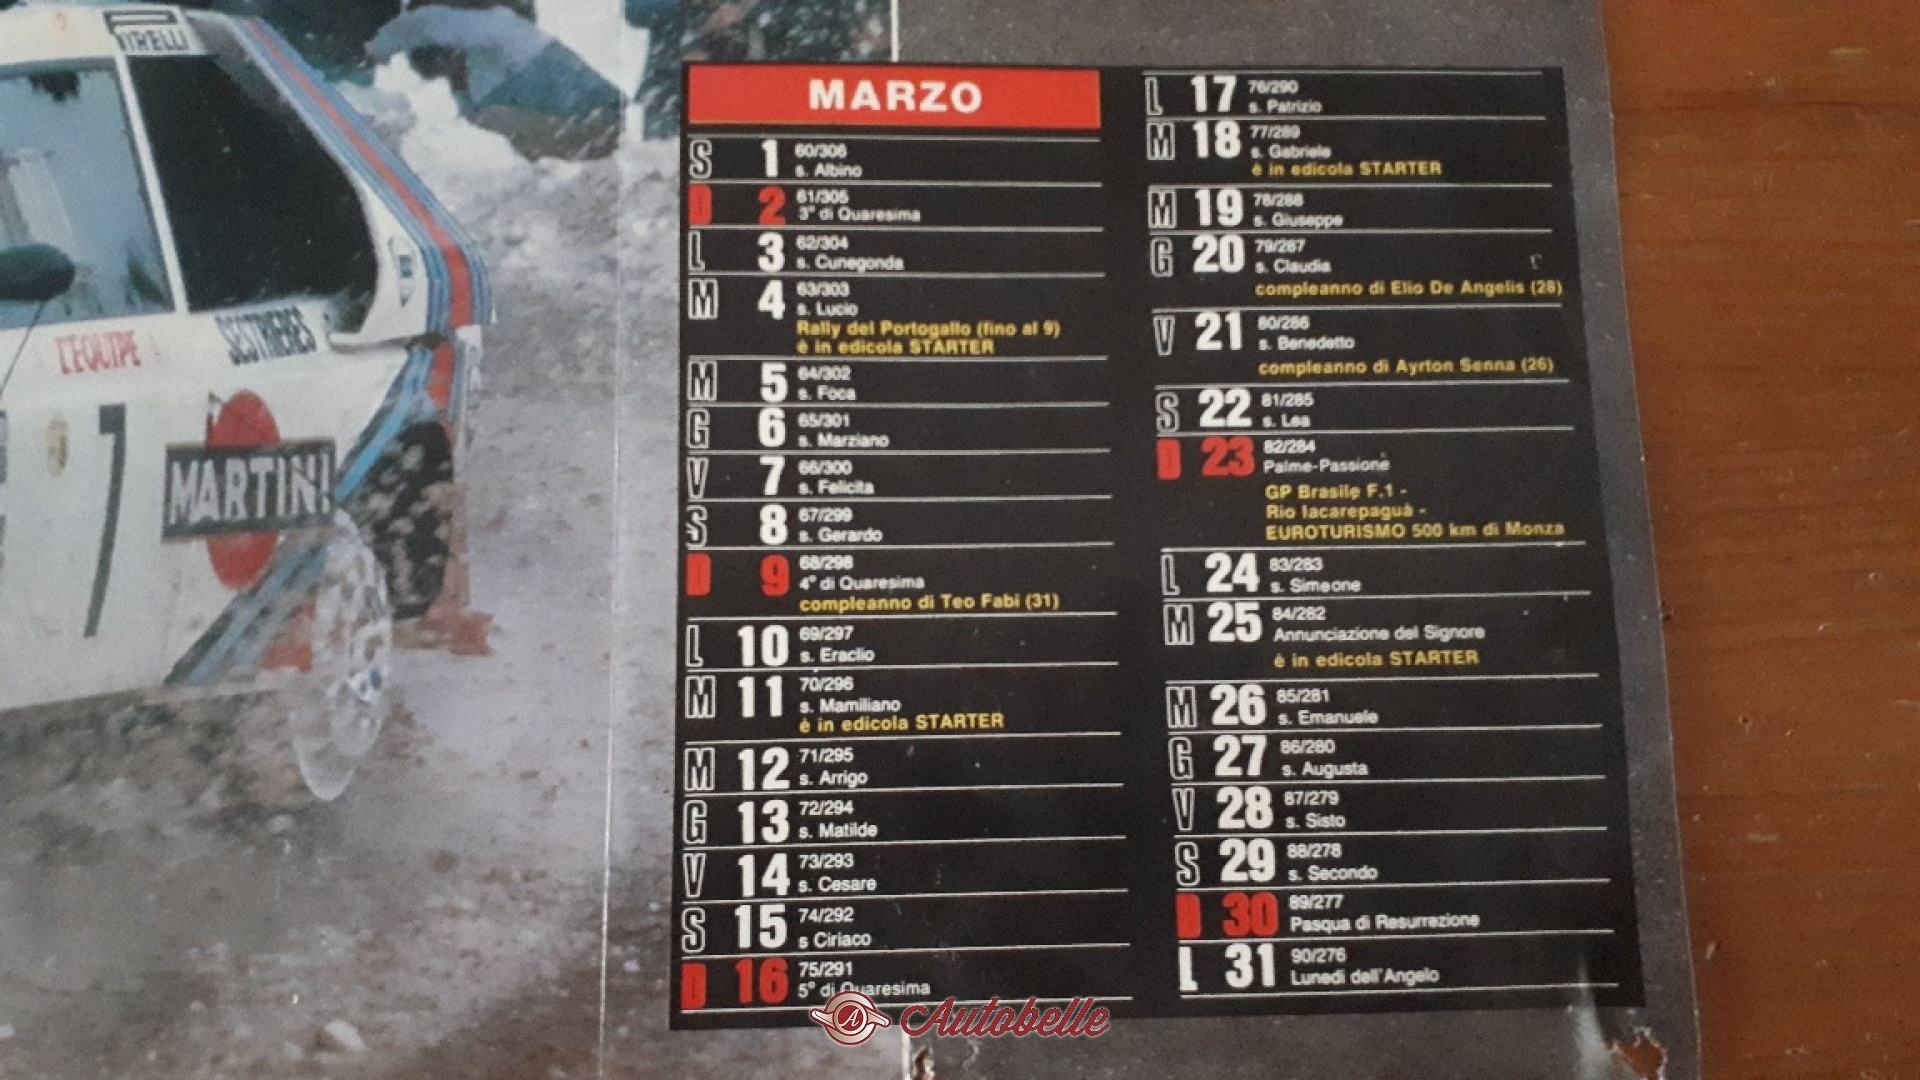 PIRELLI
L'EQUIPE
SESTRIERES
7
MARTINI
MARZO
S 1 60/306
s. Albino
D 2 61/305
3° di Quaresima
L 3 62/304
s. Cunegonda
M 4 63/303
s. Lucio
Rally del Portogallo (fino al 9)
è in edicola STARTER
M 5 64/302
s. Foca
G 6 65/301
s. Marziano
V 7 66/300
s. Felicita
S 8 67/299
s. Gerardo
D 9 68/298
4° di Quaresima
compleanno di Teo Fabi (31)
L 10 69/297
s. Eraclio
M 11 70/296
s. Mamiliano
è in edicola STARTER
M 12 71/295
s. Arrigo
G 13 72/294
s. Matilde
V 14 73/293
s. Cesare
S 15 74/292
s Ciriaco
D 16 75/291
5° di Quaresima
L 17 76/290
s. Patrizio
M 18 77/289
s. Gabriele
è in edicola STARTER
M 19 78/288
s. Giuseppe
G 20 79/287
s. Claudia
compleanno di Elio De Angelis (28)
V 21 80/286
s. Benedetto
compleanno di Ayrton Senna (26)
S 22 81/285
s. Lea
D 23 82/284
Palme-Passione
GP Brasile F.1 -
Rio Iacarepaguà -
EUROTURISMO 500 km di Monza
L 24 83/283
s. Simeone
M 25 84/282
Annunciazione del Signore
è in edicola STARTER
M 26 85/281
s. Emanuele
G 27 86/280
s. Augusta
V 28 87/279
s. Sisto
S 29 88/278
s. Secondo
D 30 89/277
Pasqua di Resurrezione
L 31 90/276
Lunedi dell'Angelo
A Autobelle